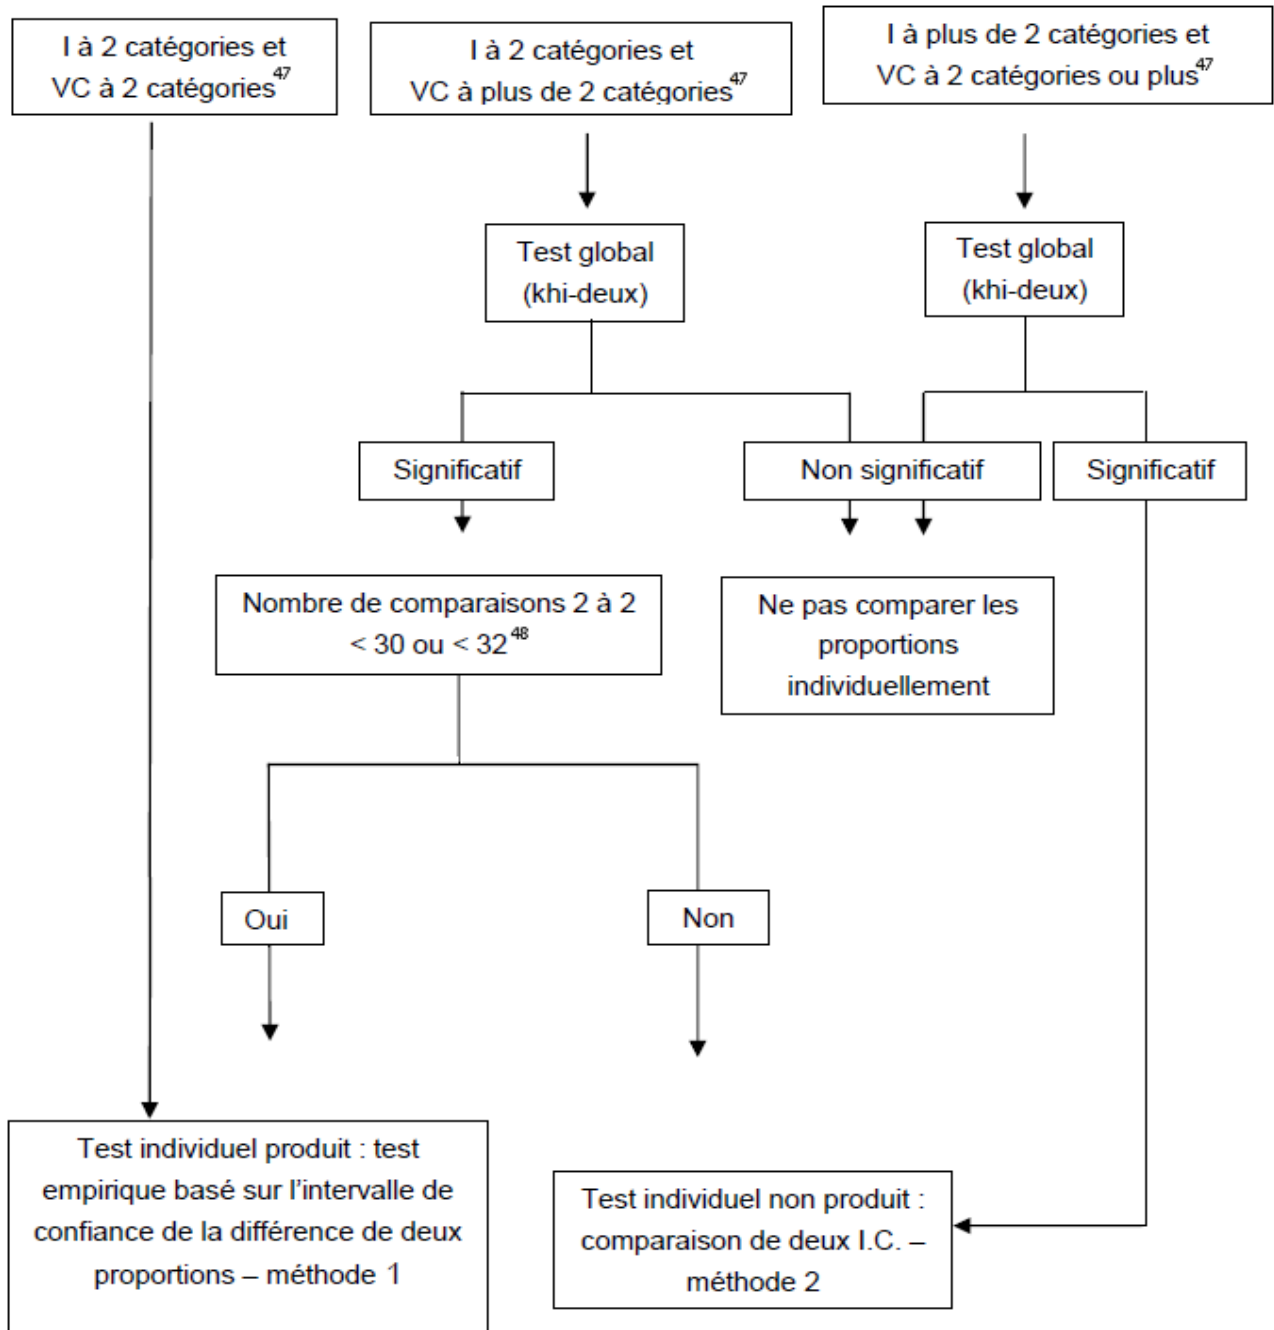 I à 2 catégories et
VC à 2 catégories47
I à 2 catégories et
VC à plus de 2 catégories47
I à plus de 2 catégories et
VC à 2 catégories ou plus47
Test global
(khi-deux)
Test global
(khi-deux)
Significatif
Non significatif
Significatif
Nombre de comparaisons 2 à 2
< 30 ou < 3248
Ne pas comparer les
proportions
individuellement
Oui
Non
Test individuel produit : test
empirique basé sur l'intervalle de
confiance de la différence de deux
proportions – méthode 1
Test individuel non produit :
comparaison de deux I.C. –
méthode 2